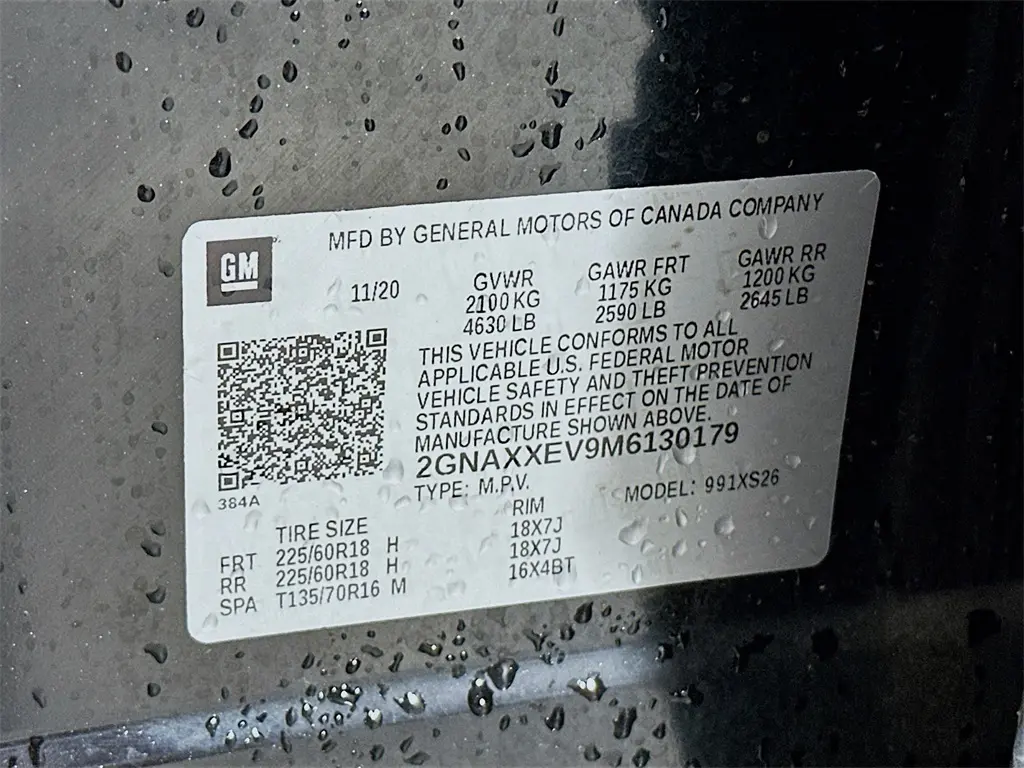 MFD BY GENERAL MOTORS OF CANADA COMPANY
GM
11/20
GVWR
2100 KG
4630 LB
GAWR FRT
1175 KG
2590 LB
GAWR RR
1200 KG
2645 LB
THIS VEHICLE CONFORMS TO ALL
APPLICABLE U.S. FEDERAL MOTOR
VEHICLE SAFETY AND THEFT PREVENTION
STANDARDS IN EFFECT ON THE DATE OF
MANUFACTURE SHOWN ABOVE.
2GNAXXEV9M6130179
TYPE: M.P.V. MODEL: 991XS26
384A
TIRE SIZE RIM
FRT 225/60R18 H 18X7J
RR 225/60R18 H 18X7J
SPA T135/70R16 M 16X4BT